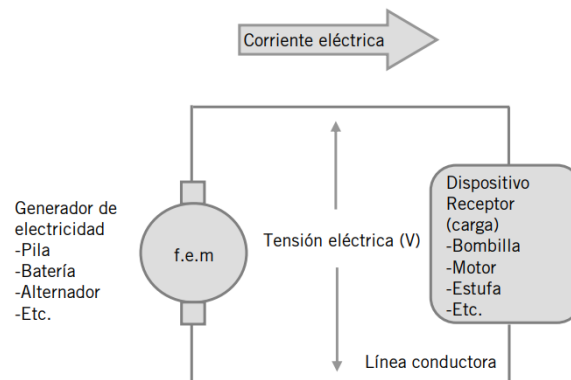 Corriente eléctrica
Generador de
electricidad
-Pila
-Batería
-Alternador
-Etc.
f.e.m
Tensión eléctrica (V)
Dispositivo
Receptor
(carga)
-Bombilla
-Motor
-Estufa
-Etc.
Línea conductora